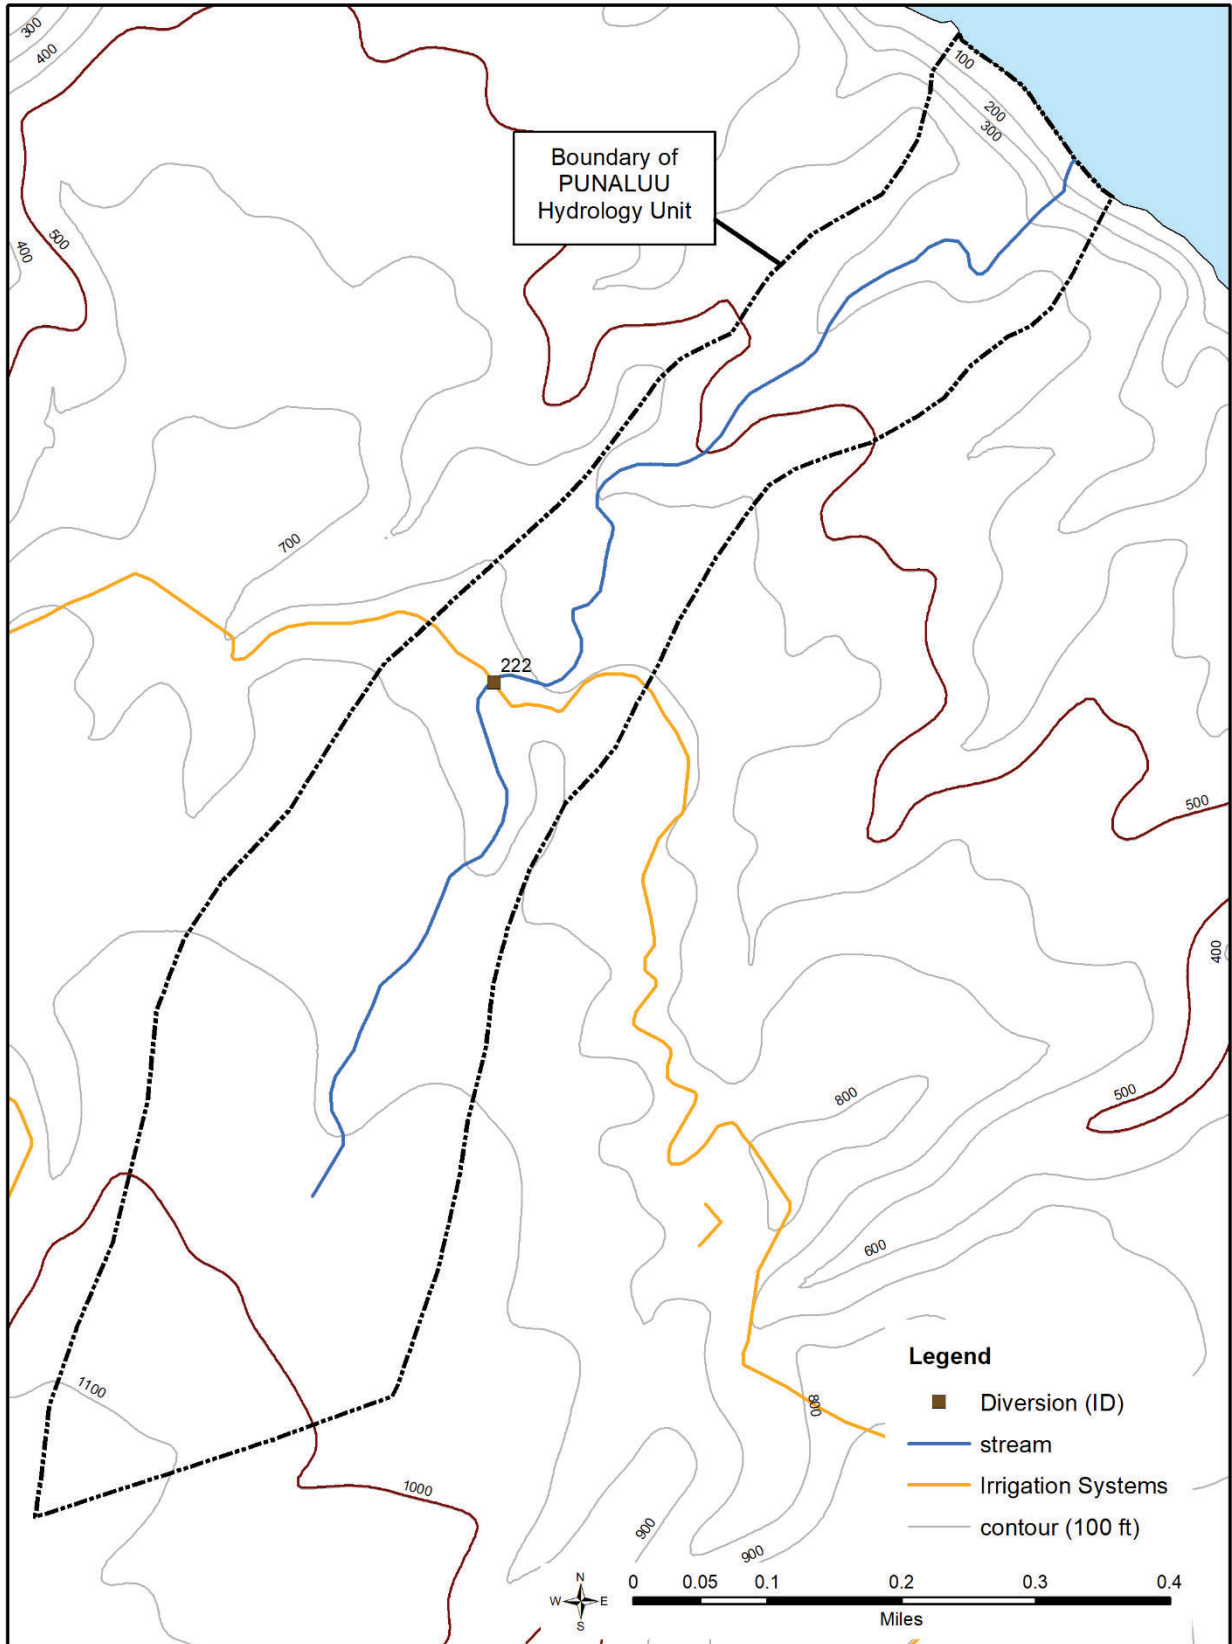 300
400
100
200
300
Boundary of
PUNALUU
Hydrology Unit
500
400
700
222
500
400
500
800
600
1100
1000
800
900
900
Legend
Diversion (ID)
stream
Irrigation Systems
contour (100 ft)
N
W E
S
0 0.05 0.1 0.2 0.3 0.4
Miles